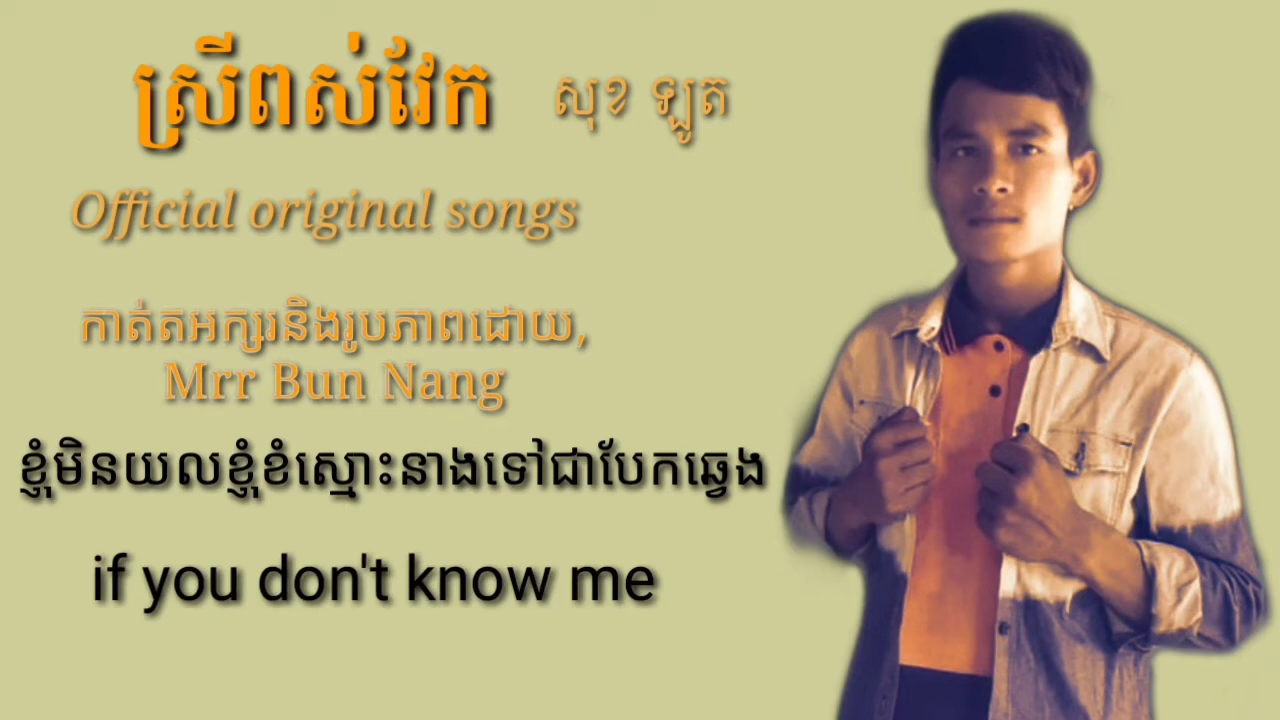 ស្រីពស់វែក សុខ ឡូត
Official original songs
កាត់តអក្សរនិងរូបភាពដោយ,
Mrr Bun Nang
ខ្ញុំមិនយល់ខ្ញុំខំស្មោះនាងទៅជាបែកឆ្វេង
if you don't know me